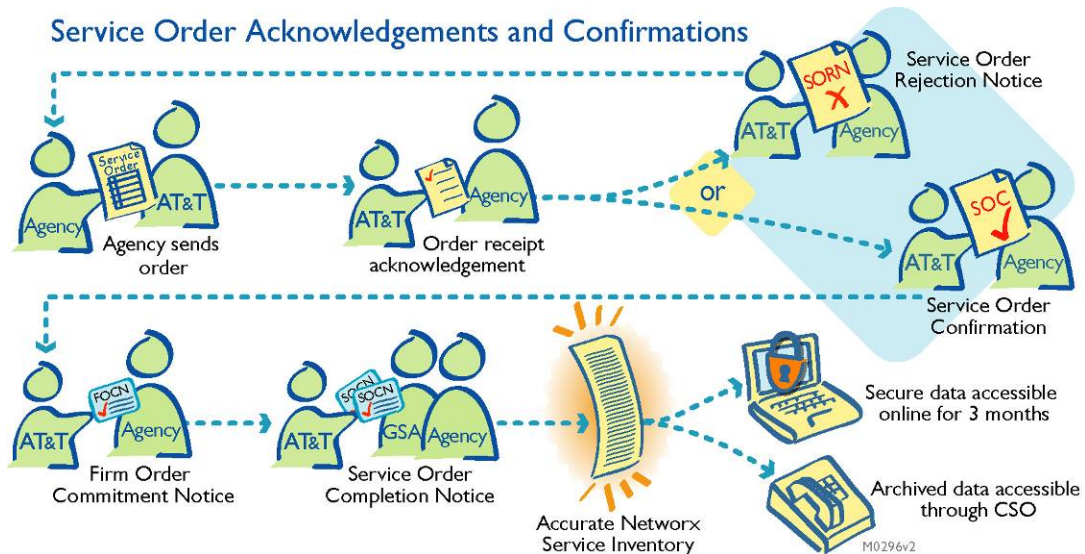 Service Order Acknowledgements and Confirmations
SORN
X
AT&T
Agency
Service Order
Rejection Notice
Service
Order
Agency
AT&T
Agency sends
order
AT&T
Agency
Order receipt
acknowledgement
or
SOC
AT&T
Agency
Service Order
Confirmation
FOCN
AT&T
Agency
Firm Order
Commitment Notice
SOCN
SOCN
AT&T
GSA
Agency
Service Order
Completion Notice
Accurate Networx
Service Inventory
Secure data accessible
online for 3 months
Archived data accessible
through CSO
M0296v2